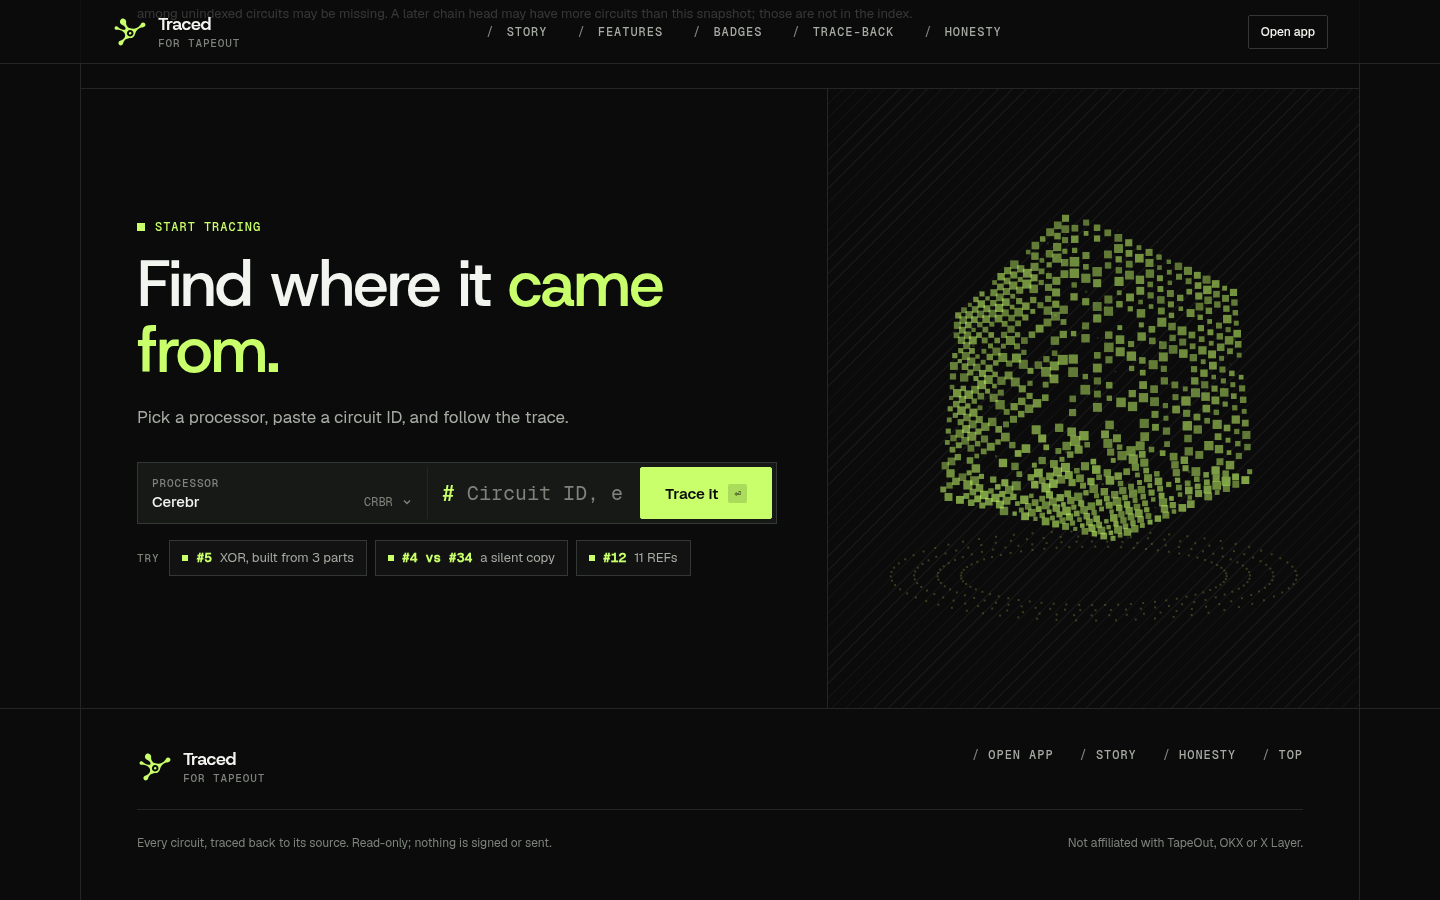 among unindexed circuits may be missing. A later chain head may have more circuits than this snapshot; those are not in the index.
Traced
FOR TAPEOUT
/ STORY / FEATURES / BADGES / TRACE-BACK / HONESTY
Open app
START TRACING
Find where it came
from.
Pick a processor, paste a circuit ID, and follow the trace.
PROCESSOR
Cerebr CRBR
# Circuit ID, e
Trace it ⏎
TRY
#5 XOR, built from 3 parts
#4 vs #34 a silent copy
#12 11 REFs
Traced
FOR TAPEOUT
/ OPEN APP / STORY / HONESTY / TOP
Every circuit, traced back to its source. Read-only; nothing is signed or sent.
Not affiliated with TapeOut, OKX or X Layer.